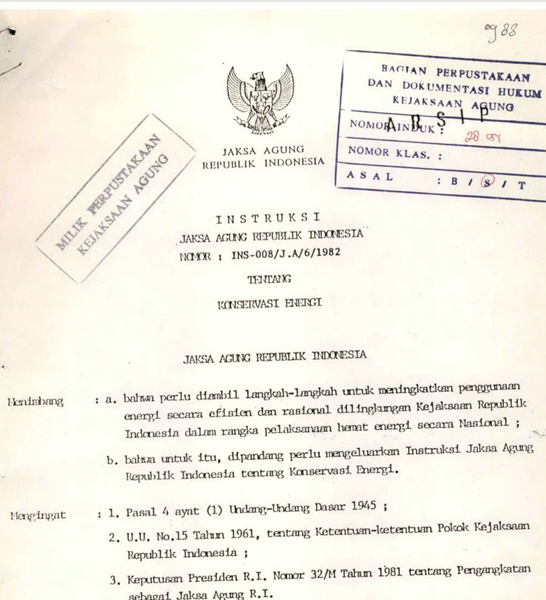 0988
BAGIAN PERPUSTAKAAN
DAN DOKUMENTASI HUKUM
KEJAKSAAN AGUNG
ARSIP
NOMOR INDUK :
NOMOR KLAS. :
ASAL : B / S / T
MILIK PERPUSTAKAAN
KEJAKSAAN AGUNG
JAKSA AGUNG
REPUBLIK INDONESIA
INSTRUKSI
JAKSA AGUNG REPUBLIK INDONESIA
NOMOR : INS-008/J.A/6/1982
TENTANG
KONSERVASI ENERGI
JAKSA AGUNG REPUBLIK INDONESIA
Menimbang : a. bahwa perlu diambil langkah-langkah untuk meningkatkan penggunaan
energi secara efisien dan rasional dilingkungan Kejaksaan Republik
Indonesia dalam rangka pelaksanaan hemat energi secara Nasional ;
b. bahwa untuk itu, dipandang perlu mengeluarkan Instruksi Jaksa Agung
Republik Indonesia tentang Konservasi Energi.
Mengingat : 1. Pasal 4 ayat (1) Undang-Undang Dasar 1945 ;
2. U.U. No.15 Tahun 1961, tentang Ketentuan-ketentuan Pokok Kejaksaan
Republik Indonesia ;
3. Keputusan Presiden R.I. Nomor 32/M Tahun 1981 tentang Pengangkatan
sebagai Jaksa Agung R.I.